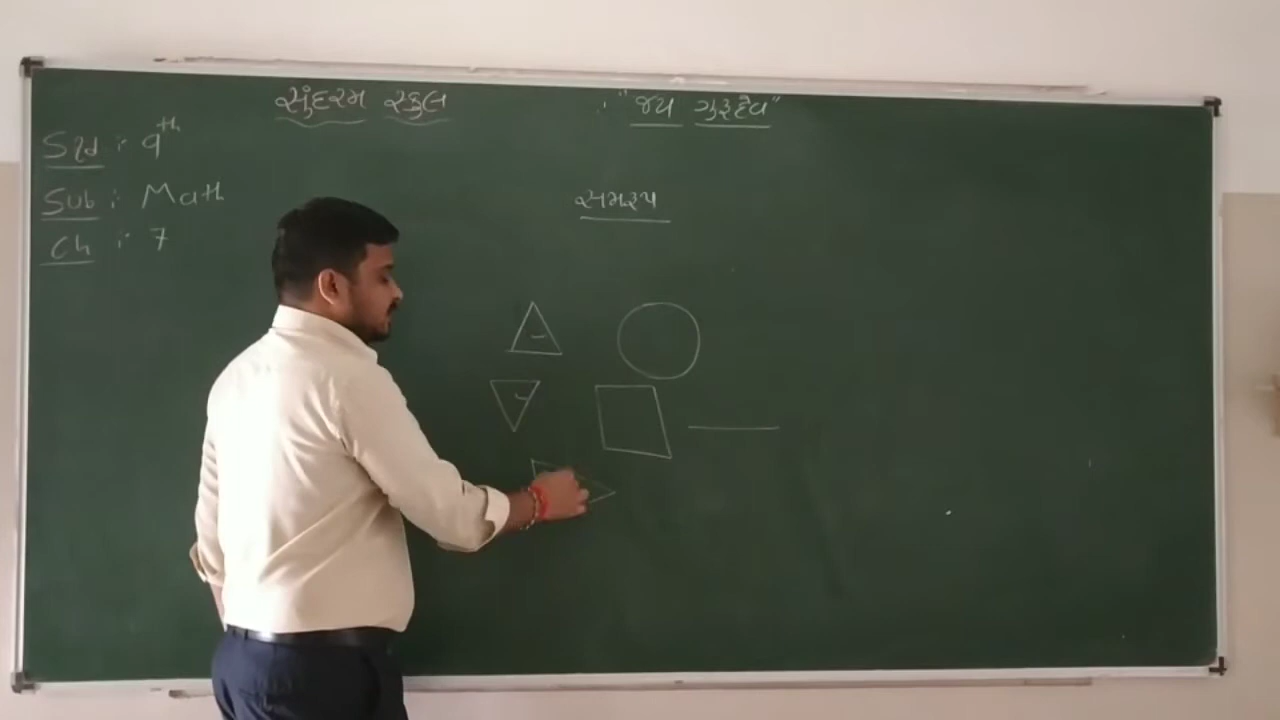 સુંદરમ સ્કુલ
"જય ગુરૂદેવ"
Std : 9th
Sub : Math
Ch : 7
સમરૂપ